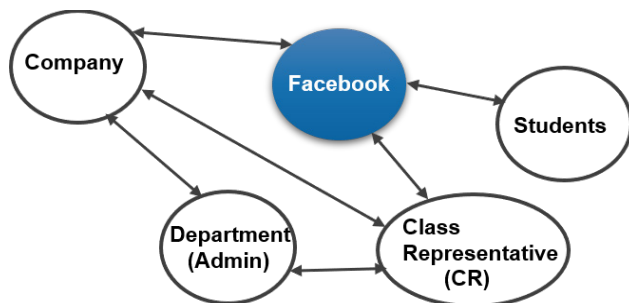 Company
Facebook
Students
Department
(Admin)
Class
Representative
(CR)